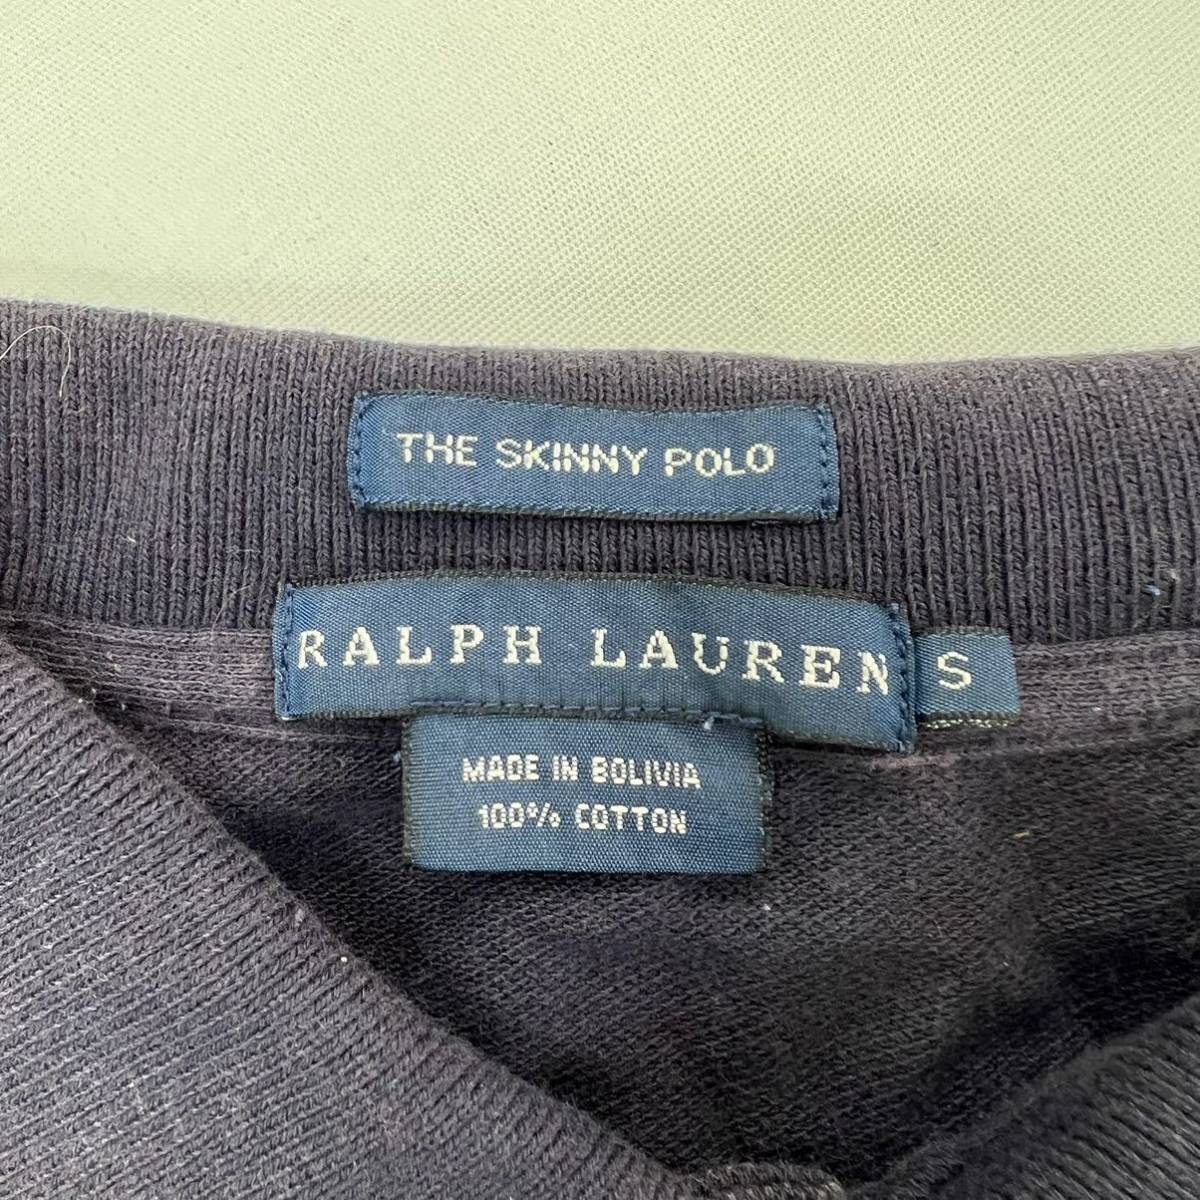 THE SKINNY POLO
RALPH LAUREN
S
MADE IN BOLIVIA
100% COTTON